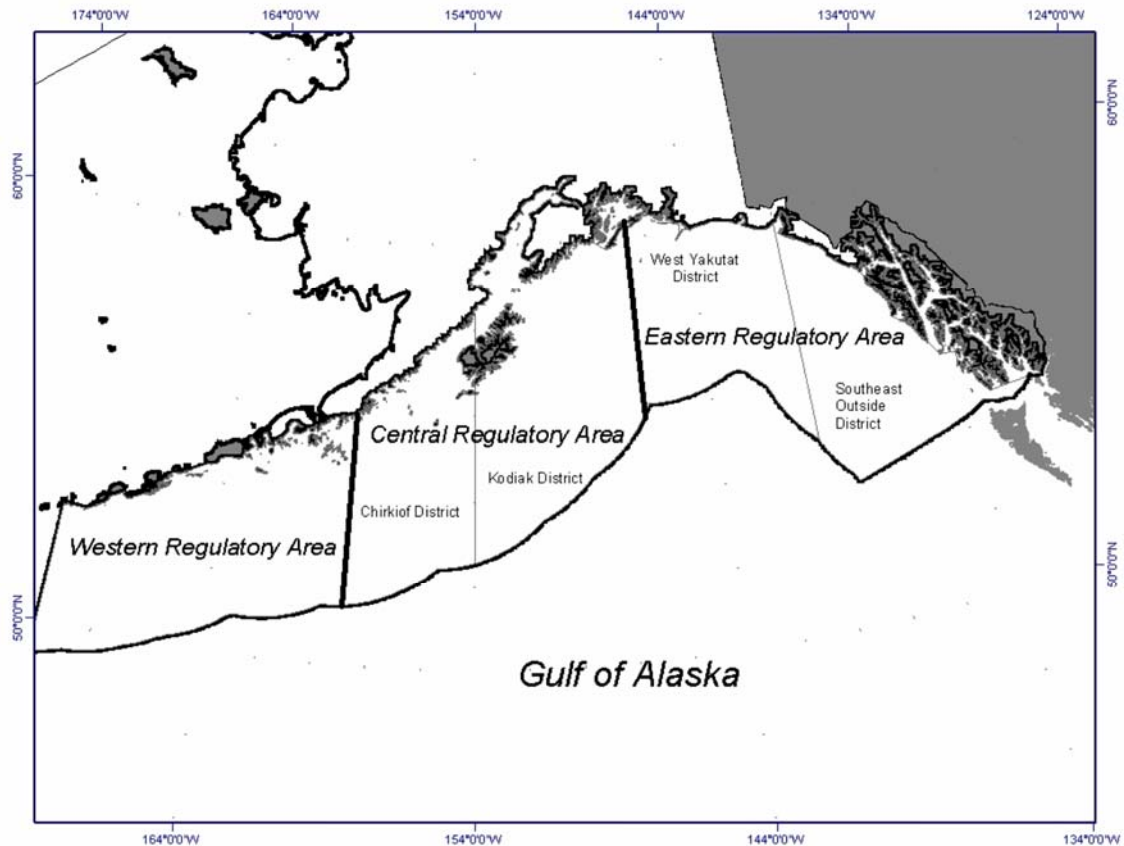 174°0'0"W 164°0'0"W 154°0'0"W 144°0'0"W 134°0'0"W 124°0'0"W
60°0'0"N
60°0'0"N
West Yakutat
District
Eastern Regulatory Area
Southeast
Outside
District
Central Regulatory Area
Kodiak District
Chirkiof District
Western Regulatory Area
50°0'0"N
50°0'0"N
Gulf of Alaska
164°0'0"W 154°0'0"W 144°0'0"W 134°0'0"W